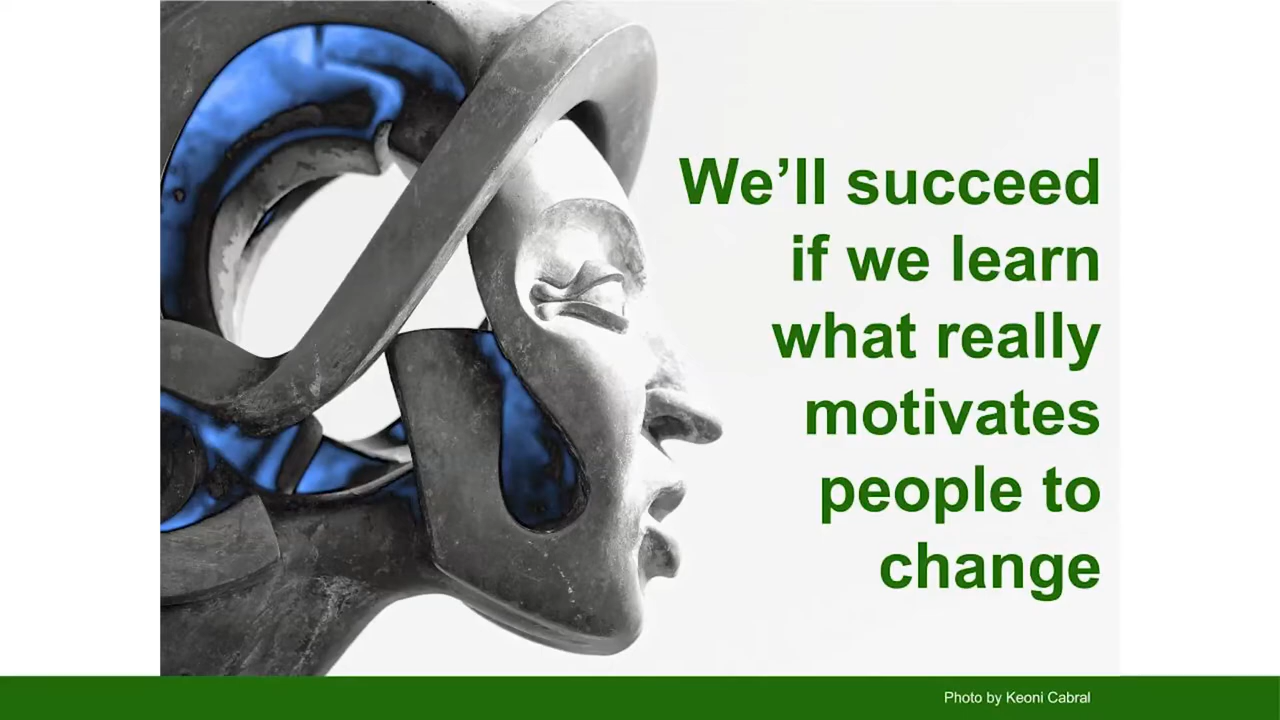 We’ll succeed
if we learn
what really
motivates
people to
change
Photo by Keoni Cabral